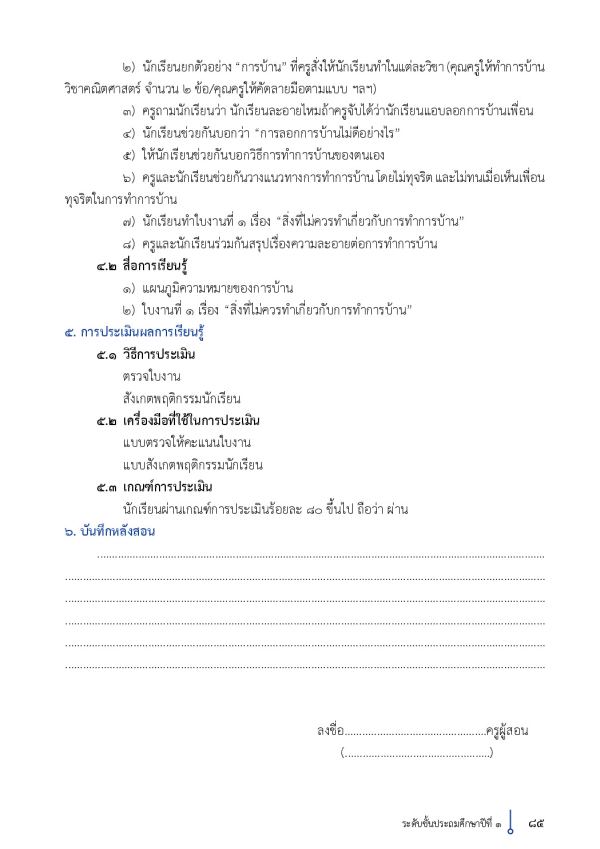 ๒) นักเรียนยกตัวอย่าง “การบ้าน” ที่ครูสั่งให้นักเรียนทำในแต่ละวิชา (คุณครูให้ทำการบ้าน
วิชาคณิตศาสตร์ จำนวน ๒ ข้อ/คุณครูให้คัดลายมือตามแบบ ฯลฯ)
๓) ครูถามนักเรียนว่า นักเรียนละอายไหมถ้าครูจับได้ว่านักเรียนแอบลอกการบ้านเพื่อน
๔) นักเรียนช่วยกันบอกว่า “การลอกการบ้านไม่ดีอย่างไร”
๕) ให้นักเรียนช่วยกันบอกวิธีการทำการบ้านของตนเอง
๖) ครูและนักเรียนช่วยกันวางแนวทางการทำการบ้าน โดยไม่ทุจริต และไม่ทนเมื่อเห็นเพื่อน
ทุจริตในการทำการบ้าน
๗) นักเรียนทำใบงานที่ ๑ เรื่อง “สิ่งที่ไม่ควรทำเกี่ยวกับการทำการบ้าน”
๘) ครูและนักเรียนร่วมกันสรุปเรื่องความละอายต่อการทำการบ้าน
๔.๒ สื่อการเรียนรู้
๑) แผนภูมิความหมายของการบ้าน
๒) ใบงานที่ ๑ เรื่อง “สิ่งที่ไม่ควรทำเกี่ยวกับการทำการบ้าน”
๕. การประเมินผลการเรียนรู้
๕.๑ วิธีการประเมิน
ตรวจใบงาน
สังเกตพฤติกรรมนักเรียน
๕.๒ เครื่องมือที่ใช้ในการประเมิน
แบบตรวจให้คะแนนใบงาน
แบบสังเกตพฤติกรรมนักเรียน
๕.๓ เกณฑ์การประเมิน
นักเรียนผ่านเกณฑ์การประเมินร้อยละ ๘๐ ขึ้นไป ถือว่า ผ่าน
๖. บันทึกหลังสอน
ลงชื่อ................................................ครูผู้สอน
(.................................................)
ระดับชั้นประถมศึกษาปีที่ ๑ ๘๕